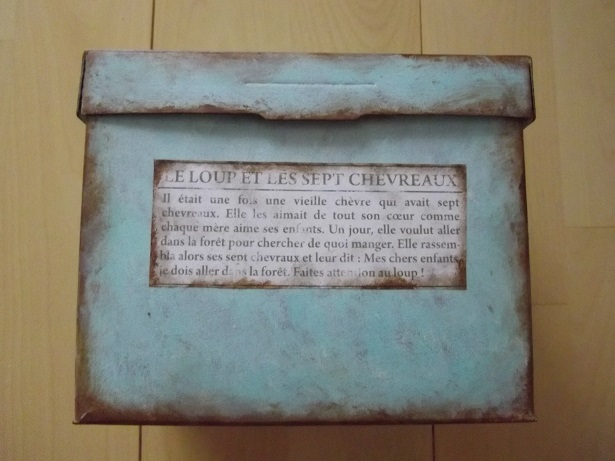 LE LOUP ET LES SEPT CHEVREAUX
Il était une fois une vieille chèvre qui avait sept
chevreaux. Elle les aimait de tout son cœur comme
chaque mère aime ses enfants. Un jour, elle voulut aller
dans la forêt pour chercher de quoi manger. Elle rassem-
bla alors ses sept chevraux et leur dit : Mes chers enfants,
je dois aller dans la forêt. Faites attention au loup !